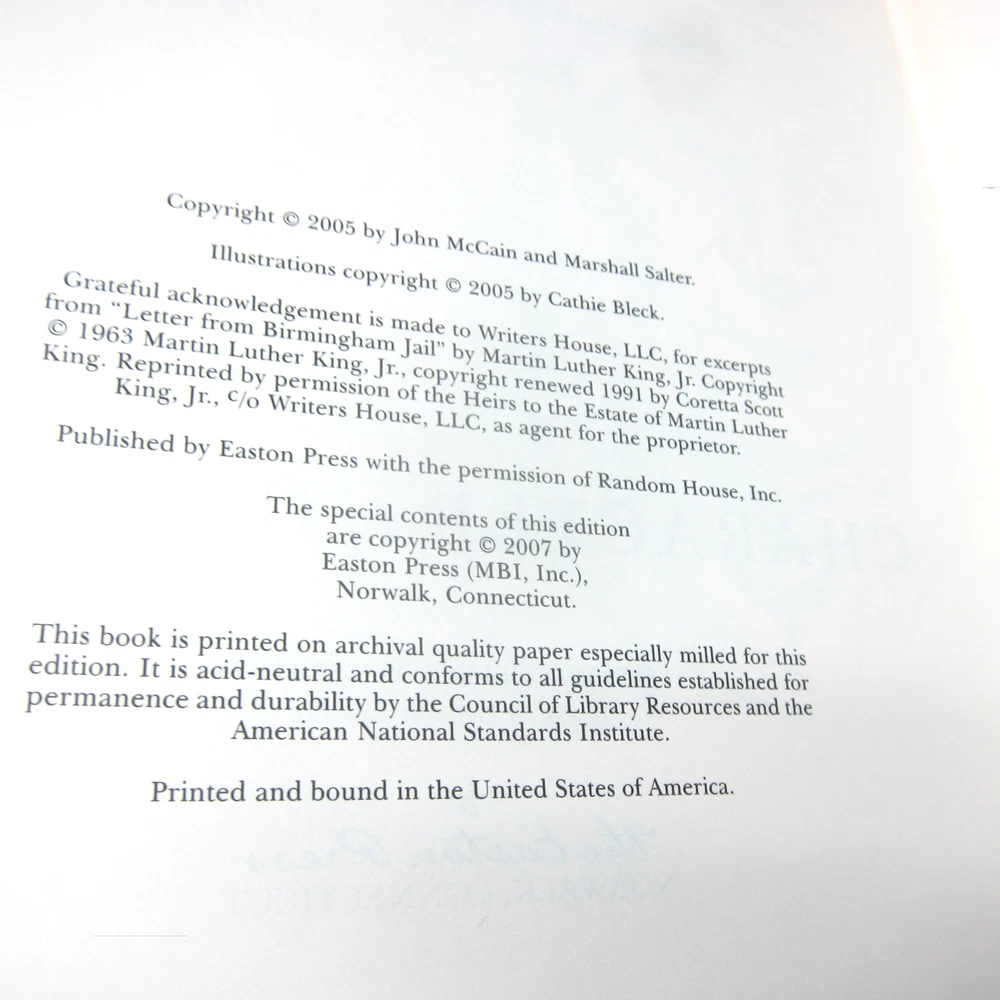 Copyright © 2005 by John McCain and Marshall Salter.
Illustrations copyright © 2005 by Cathie Bleck.
Grateful acknowledgement is made to Writers House, LLC, for excerpts
from “Letter from Birmingham Jail” by Martin Luther King, Jr. Copyright
© 1963 Martin Luther King, Jr., copyright renewed 1991 by Coretta Scott
King. Reprinted by permission of the Heirs to the Estate of Martin Luther
King, Jr., c/o Writers House, LLC, as agent for the proprietor.
Published by Easton Press with the permission of Random House, Inc.
The special contents of this edition
are copyright © 2007 by
Easton Press (MBI, Inc.),
Norwalk, Connecticut.
This book is printed on archival quality paper especially milled for this
edition. It is acid-neutral and conforms to all guidelines established for
permanence and durability by the Council of Library Resources and the
American National Standards Institute.
Printed and bound in the United States of America.